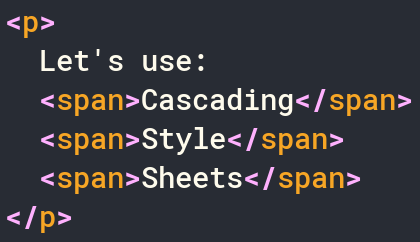 <p>
Let's use:
<span>Cascading</span>
<span>Style</span>
<span>Sheets</span>
</p>